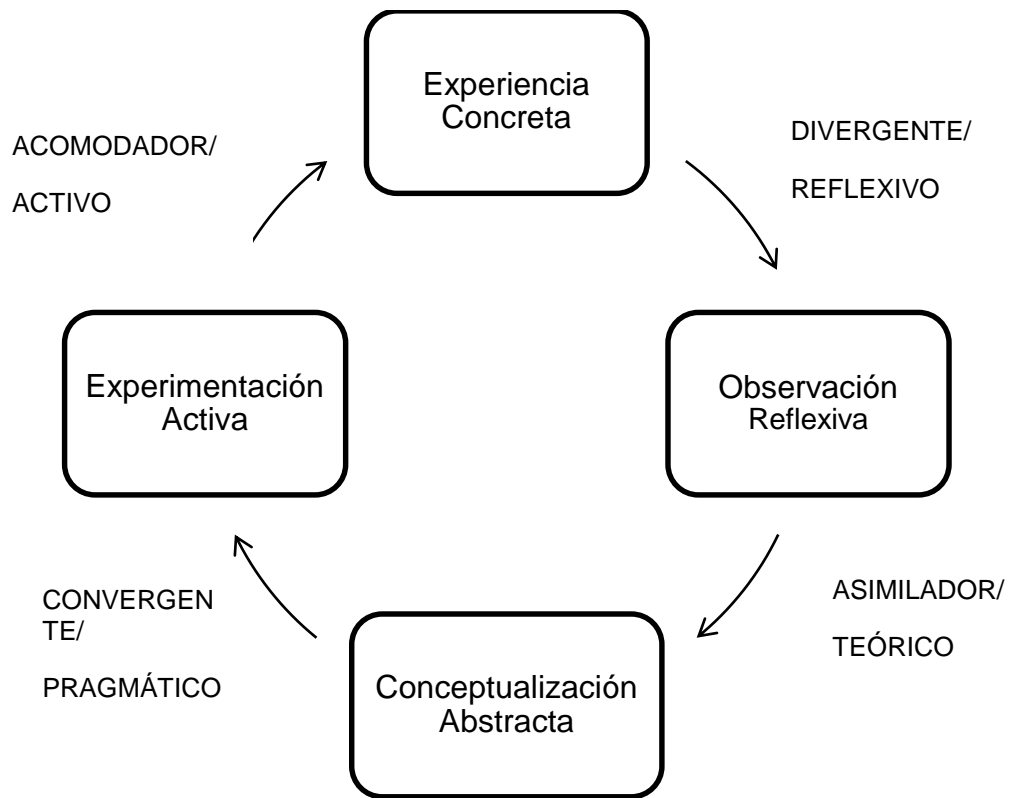 Experiencia
Concreta
ACOMODADOR/
ACTIVO
DIVERGENTE/
REFLEXIVO
Experimentación
Activa
Observación
Reflexiva
CONVERGEN
TE/
PRAGMÁTICO
ASIMILADOR/
TEÓRICO
Conceptualización
Abstracta